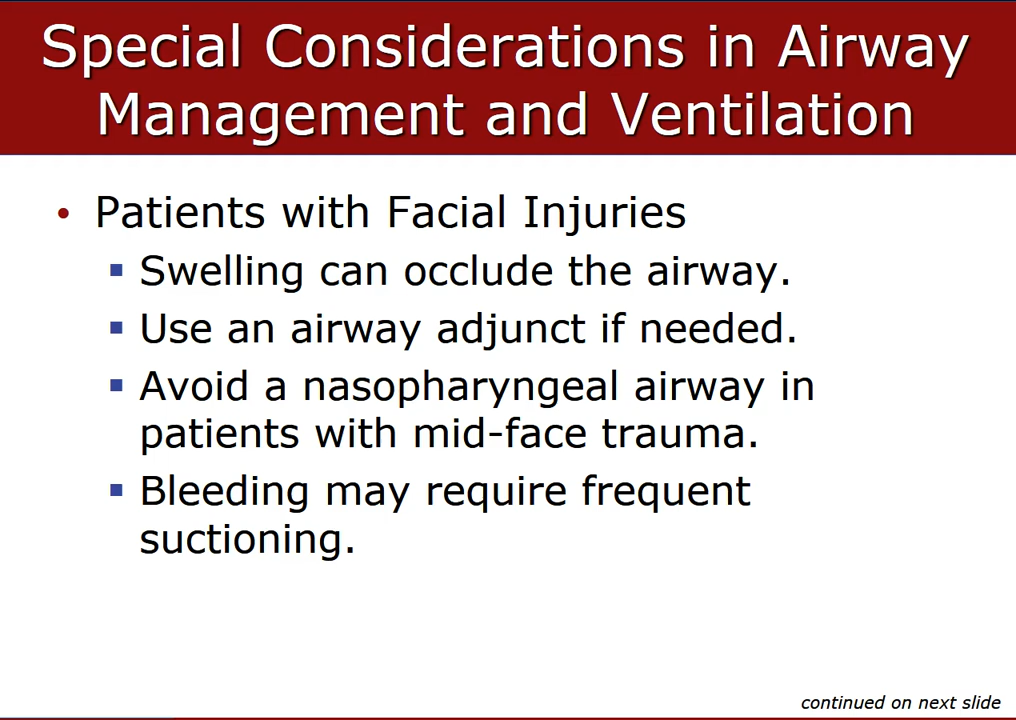 Special Considerations in Airway
Management and Ventilation
• Patients with Facial Injuries
▪ Swelling can occlude the airway.
▪ Use an airway adjunct if needed.
▪ Avoid a nasopharyngeal airway in
patients with mid-face trauma.
▪ Bleeding may require frequent
suctioning.
continued on next slide